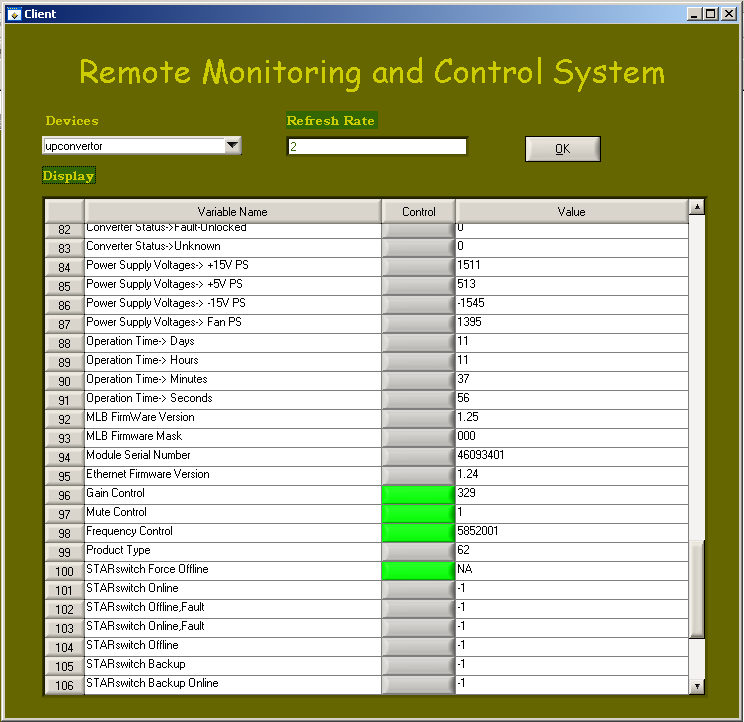 Client
Remote Monitoring and Control System
Devices
Refresh Rate
upconvertor
2
OK
Display
Variable Name Control Value
82 Converter Status->Fault-Unlocked 0
83 Converter Status->Unknown 0
84 Power Supply Voltages-> +15V PS 1511
85 Power Supply Voltages-> +5V PS 513
86 Power Supply Voltages-> -15V PS -1545
87 Power Supply Voltages-> Fan PS 1395
88 Operation Time-> Days 11
89 Operation Time-> Hours 11
90 Operation Time-> Minutes 37
91 Operation Time-> Seconds 56
92 MLB FirmWare Version 1.25
93 MLB Firmware Mask 000
94 Module Serial Number 46093401
95 Ethernet Firmware Version 1.24
96 Gain Control 329
97 Mute Control 1
98 Frequency Control 5852001
99 Product Type 62
100 STARswitch Force Offline NA
101 STARswitch Online -1
102 STARswitch Offline,Fault -1
103 STARswitch Online,Fault -1
104 STARswitch Offline -1
105 STARswitch Backup -1
106 STARswitch Backup Online -1